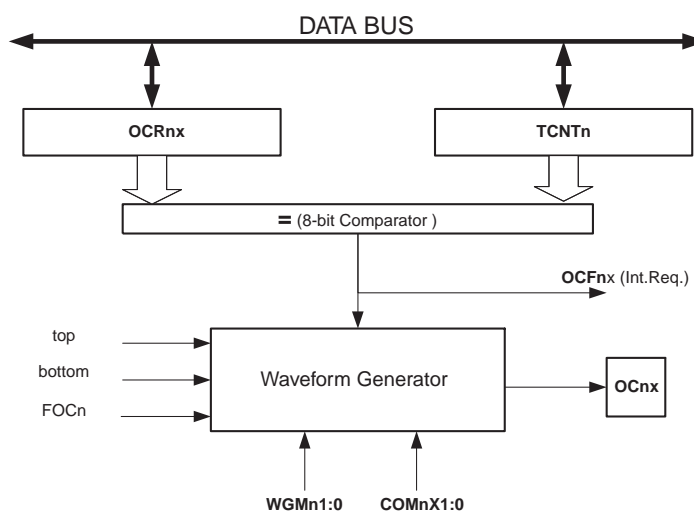 DATA BUS
OCRnx
TCNTn
= (8-bit Comparator )
OCFnx (Int.Req.)
top
bottom
FOCn
Waveform Generator
OCnx
WGMn1:0
COMnX1:0